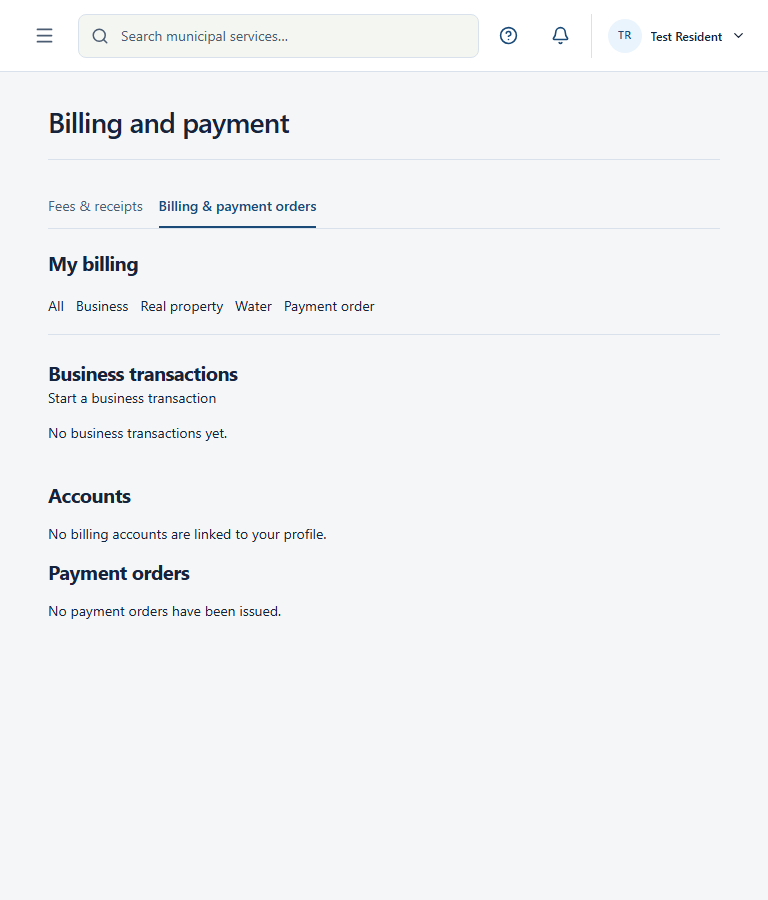 Search municipal services...
TR
Test Resident
Billing and payment
Fees & receipts
Billing & payment orders
My billing
All Business Real property Water Payment order
Business transactions
Start a business transaction
No business transactions yet.
Accounts
No billing accounts are linked to your profile.
Payment orders
No payment orders have been issued.